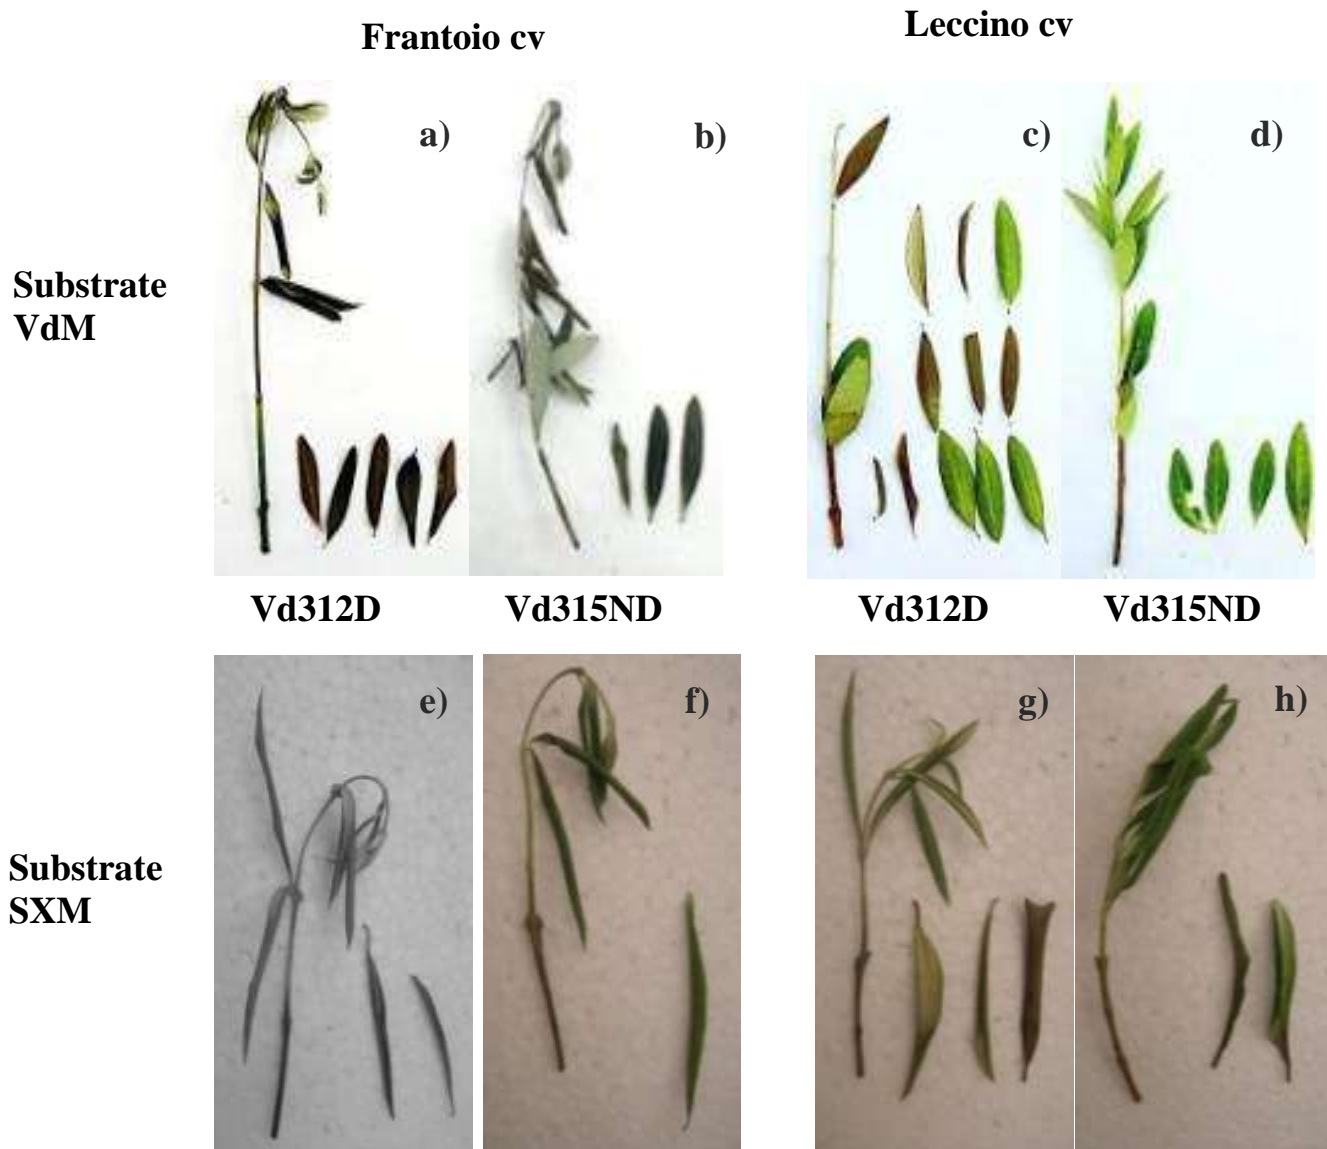 Frantoio cv
Leccino cv
a)
b)
c)
d)
Substrate
VdM
Vd312D
Vd315ND
Vd312D
Vd315ND
e)
f)
g)
h)
Substrate
SXM